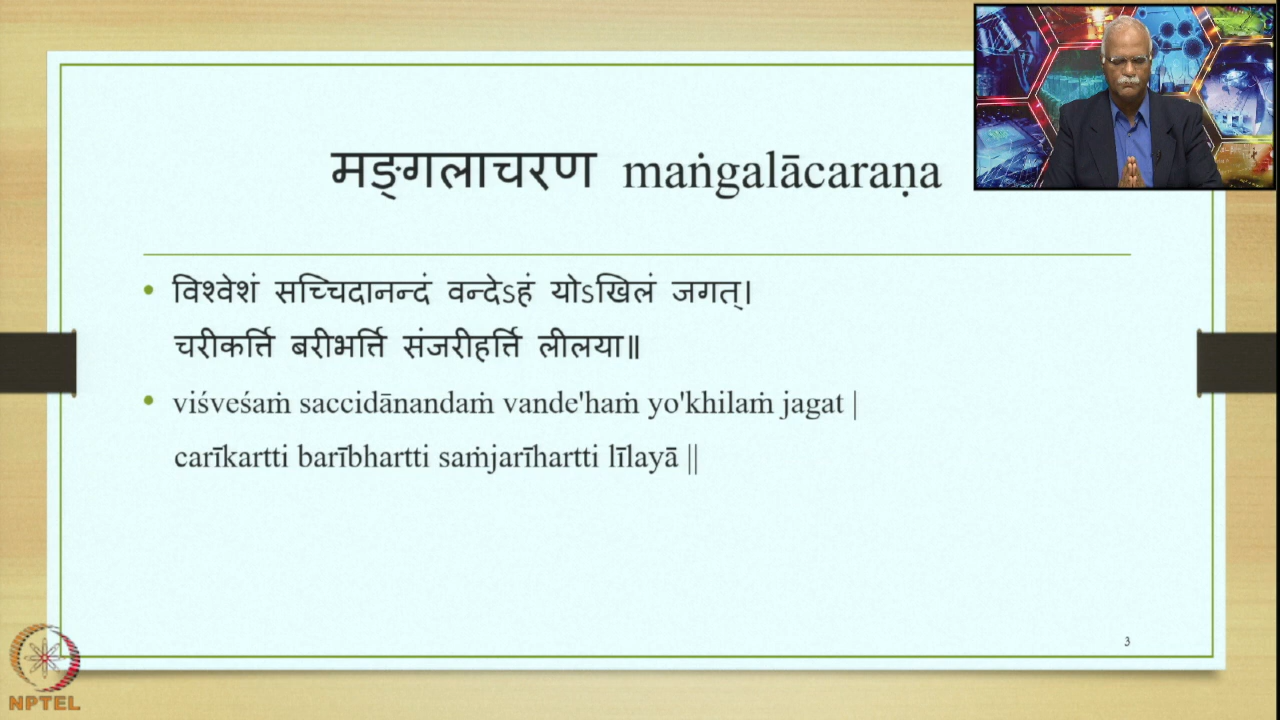 मङ्गलाचरण maṅgalācaraṇa
विश्वेशं सच्चिदानन्दं वन्देऽहं योऽखिलं जगत्।
चरीकर्त्ति बरीभर्त्ति संजरीहर्त्ति लीलया॥
viśveśaṁ saccidānandaṁ vande'haṁ yo'khilaṁ jagat |
carīkartti barībhartti saṁjarīhartti līlayā ||
3
NPTEL